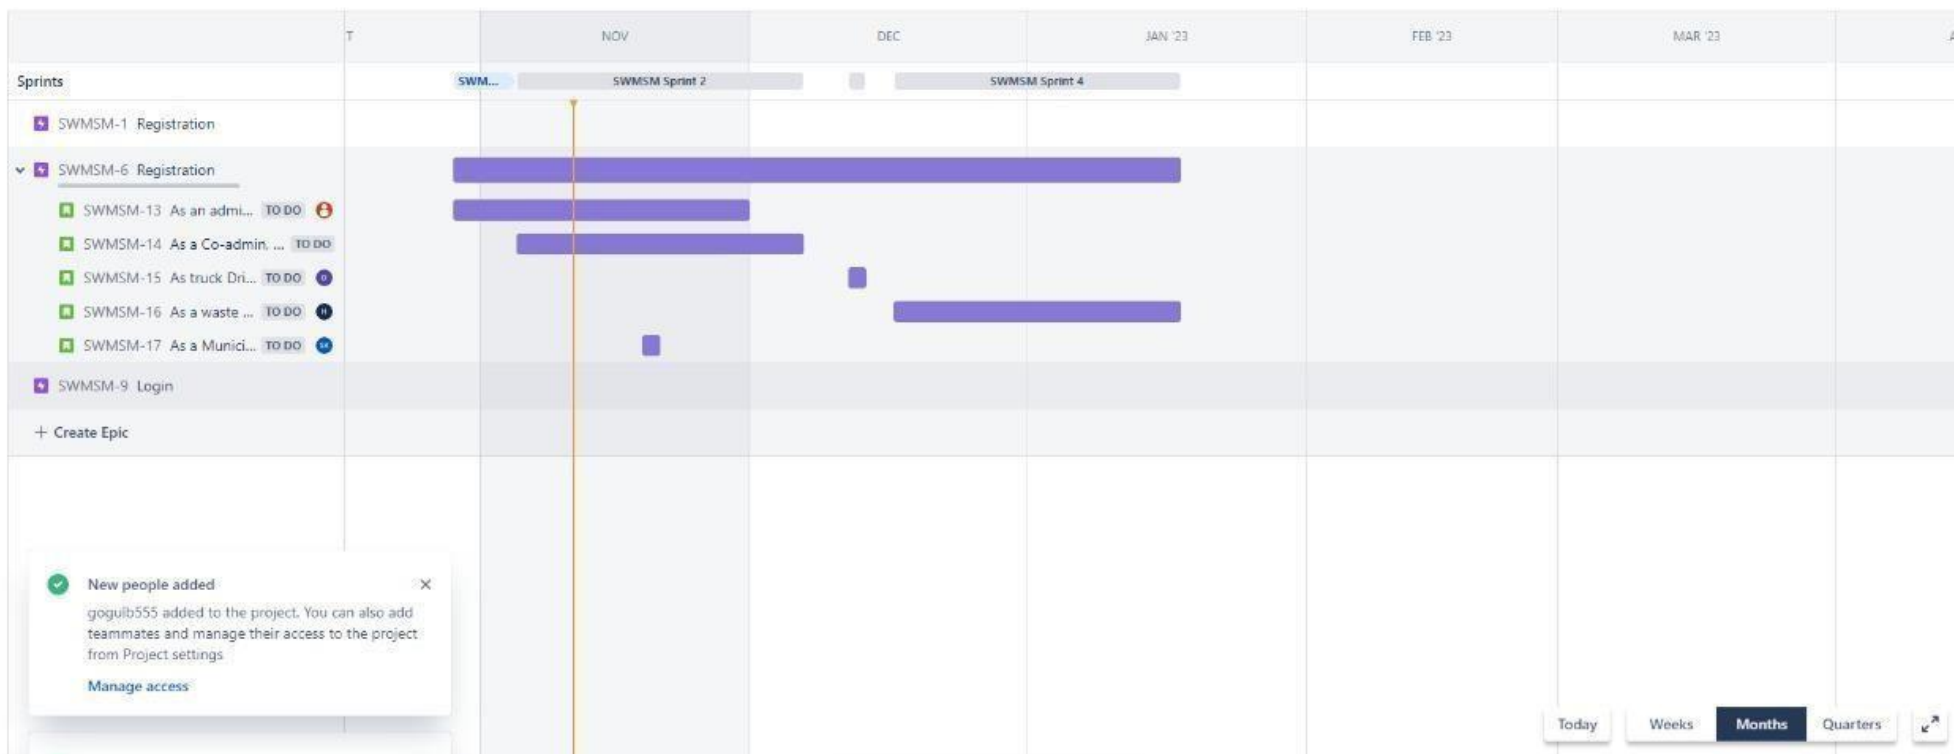 T NOV DEC JAN '23 FEB '23 MAR '23
Sprints SWM... SWMSM Sprint 2 SWMSM Sprint 4
SWMSM-1 Registration
SWMSM-6 Registration
SWMSM-13 As an admi... TO DO
SWMSM-14 As a Co-admin, ... TO DO
SWMSM-15 As truck Dri... TO DO
SWMSM-16 As a waste ... TO DO
SWMSM-17 As a Munici... TO DO
SWMSM-9 Login
+ Create Epic
New people added
gogulb555 added to the project. You can also add
teammates and manage their access to the project
from Project settings
Manage access
Today Weeks Months Quarters